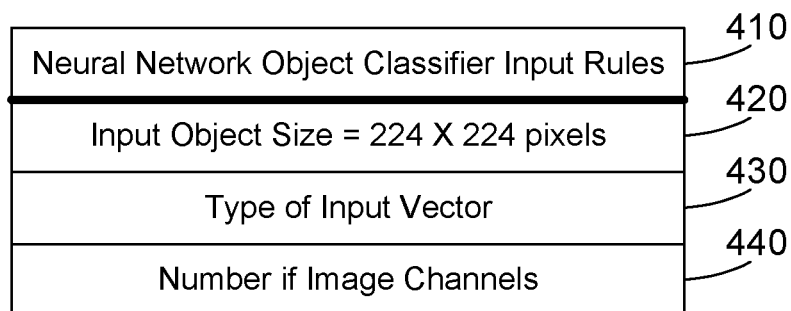 410
Neural Network Object Classifier Input Rules
420
Input Object Size = 224 X 224 pixels
430
Type of Input Vector
440
Number if Image Channels